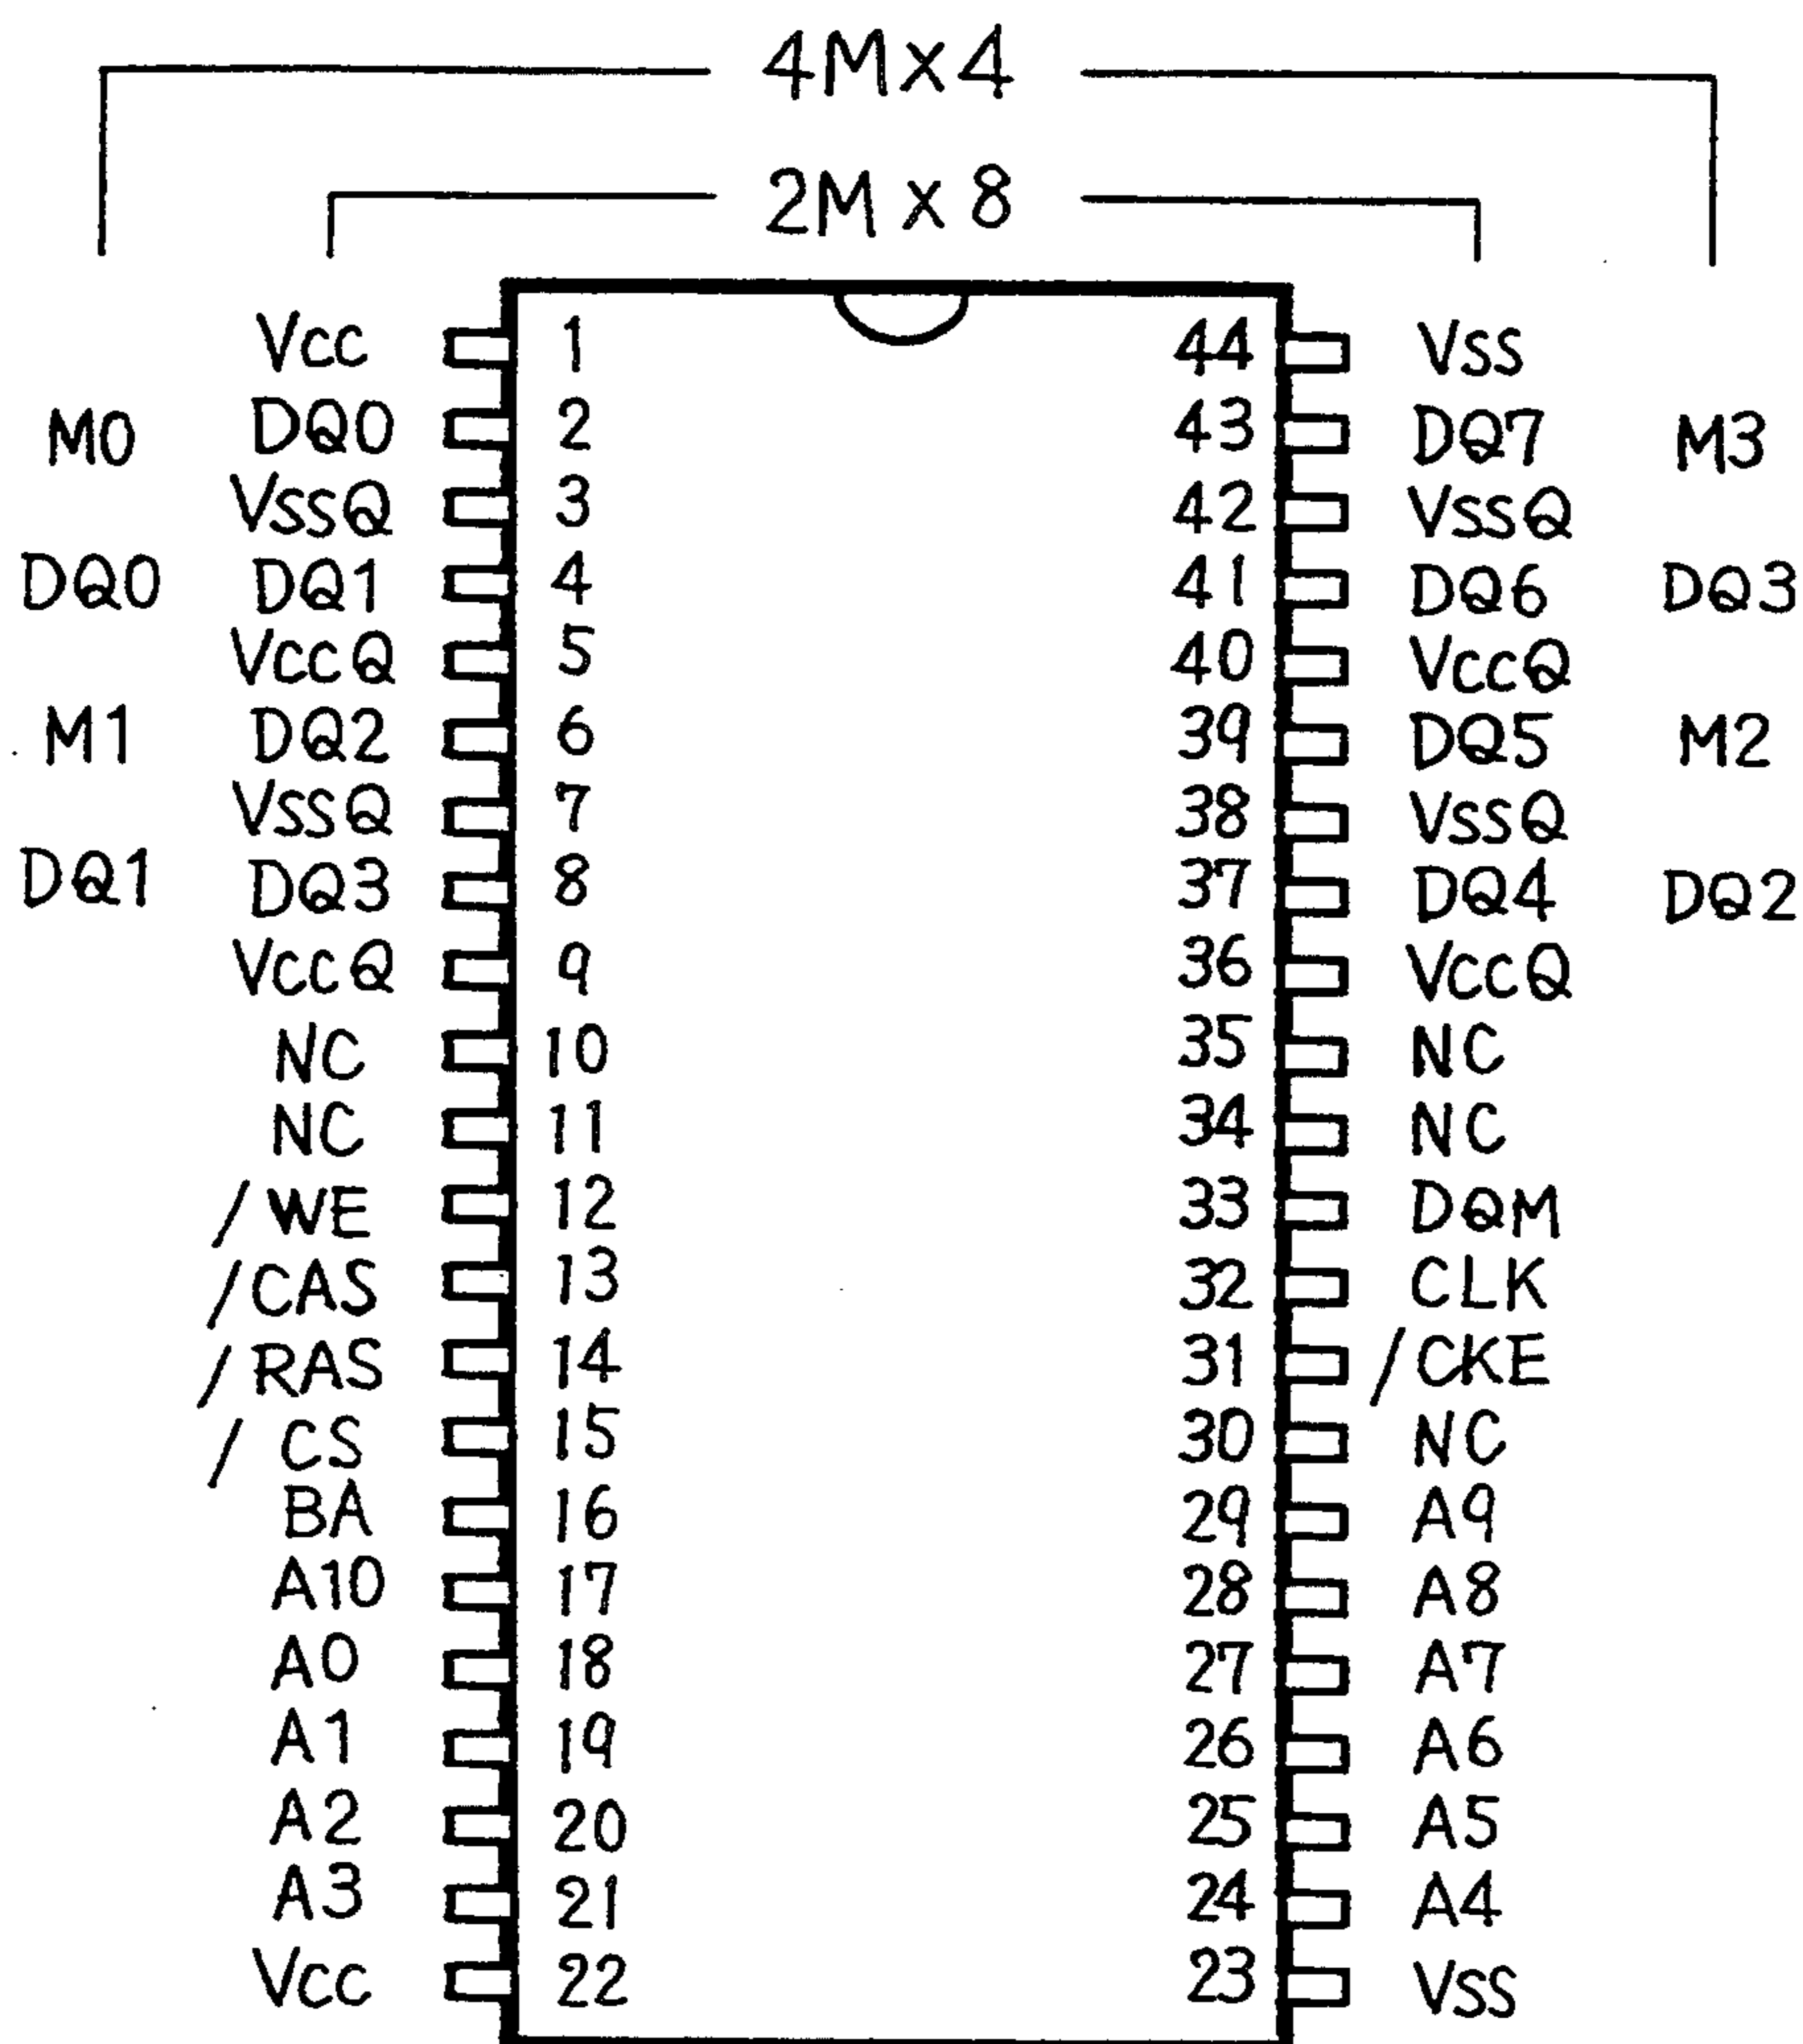 4M×4
2M×8
Vcc 1 44 Vss
M0 DQ0 2 43 DQ7 M3
VssQ 3 42 VssQ
DQ0 DQ1 4 41 DQ6 DQ3
VccQ 5 40 VccQ
M1 DQ2 6 39 DQ5 M2
VssQ 7 38 VssQ
DQ1 DQ3 8 37 DQ4 DQ2
VccQ 9 36 VccQ
NC 10 35 NC
NC 11 34 NC
/WE 12 33 DQM
/CAS 13 32 CLK
/RAS 14 31 /CKE
/CS 15 30 NC
BA 16 29 A9
A10 17 28 A8
A0 18 27 A7
A1 19 26 A6
A2 20 25 A5
A3 21 24 A4
Vcc 22 23 Vss